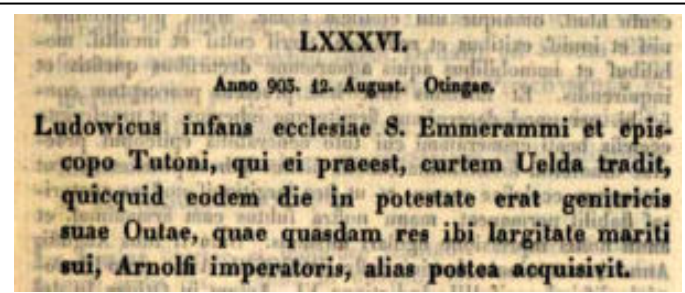 LXXXVI.
Anno 903. 12. August. Otingae.
Ludowicus infans ecclesiae S. Emmerammi et epis-
copo Tutoni, qui ei praeest, curtem Uelda tradit,
quicquid eodem die in potestate erat genitricis
suae Outae, quae quasdam res ibi largitate mariti
sui, Arnolfi imperatoris, alias postea acquisivit.